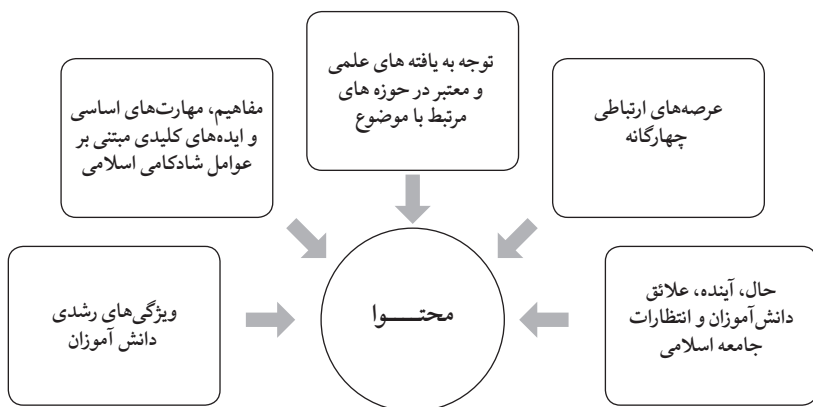 توجه به یافته های علمی
و معتبر در حوزه های
مرتبط با موضوع
عرصه‌های ارتباطی
چهارگانه
مفاهیم، مهارت‌های اساسی
و ایده‌های کلیدی مبتنی بر
عوامل شادکامی اسلامی
حال، آینده، علائق
دانش‌آموزان و انتظارات
جامعه اسلامی
محتـــــوا
ویژگی‌های رشدی
دانش آموزان